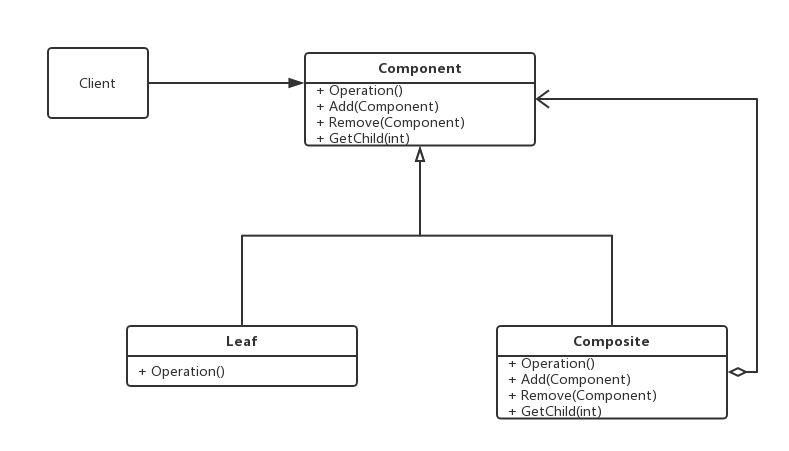 Client
Component
+ Operation()
+ Add(Component)
+ Remove(Component)
+ GetChild(int)
Leaf
+ Operation()
Composite
+ Operation()
+ Add(Component)
+ Remove(Component)
+ GetChild(int)